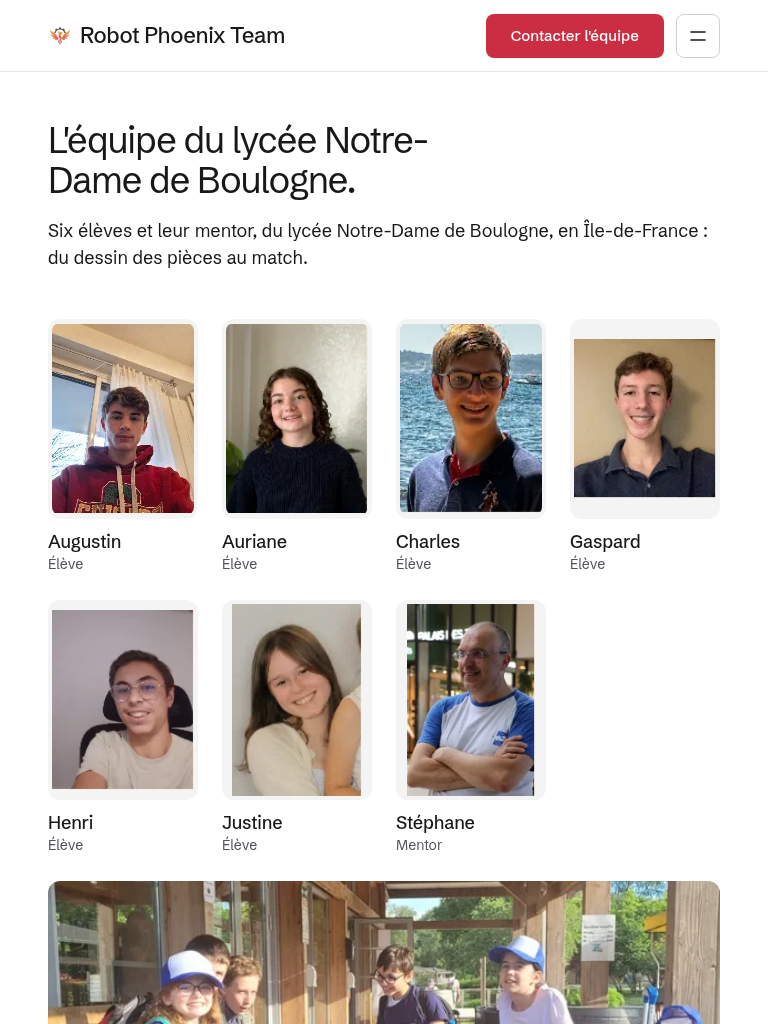 Robot Phoenix Team
Contacter l'équipe
L'équipe du lycée Notre-
Dame de Boulogne.
Six élèves et leur mentor, du lycée Notre-Dame de Boulogne, en Île-de-France :
du dessin des pièces au match.
Augustin
Élève
Auriane
Élève
Charles
Élève
Gaspard
Élève
PALAIS DES
Henri
Élève
Justine
Élève
Stéphane
Mentor